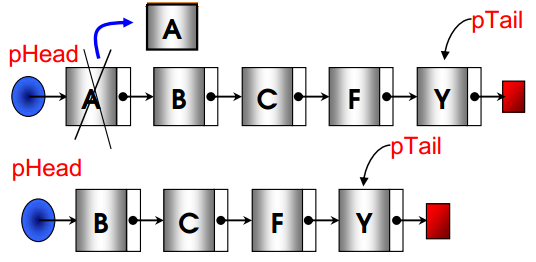 A
pTail
pHead
A B C F Y
pTail
pHead
B C F Y